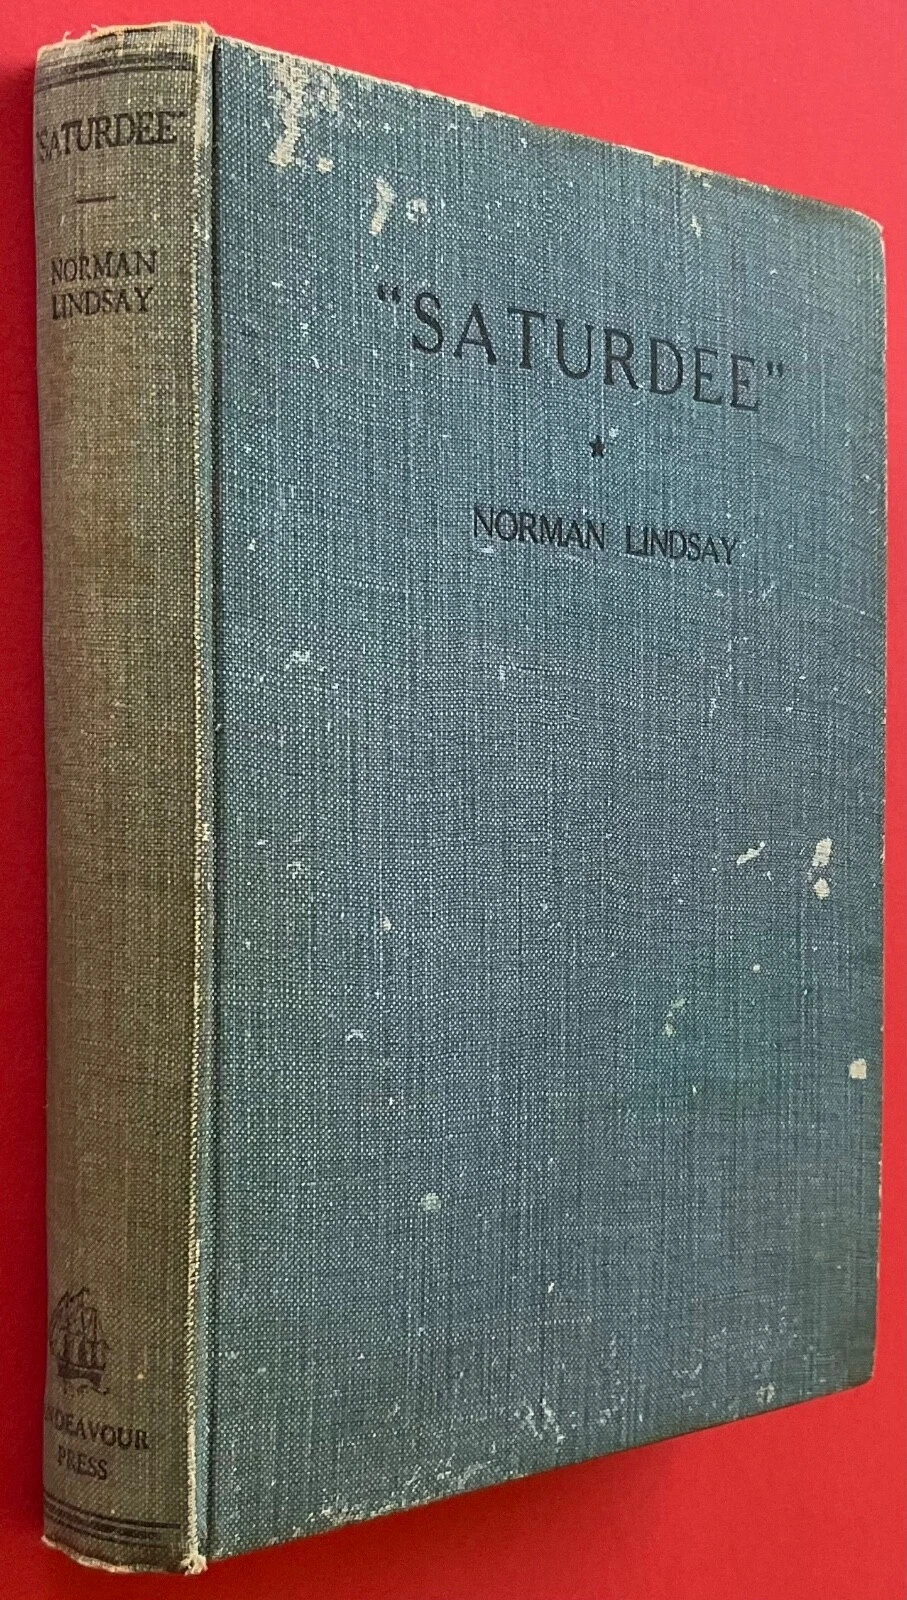 "SATURDEE"
NORMAN
LINDSAY
ENDEAVOUR
PRESS
"SATURDEE"
★
NORMAN LINDSAY